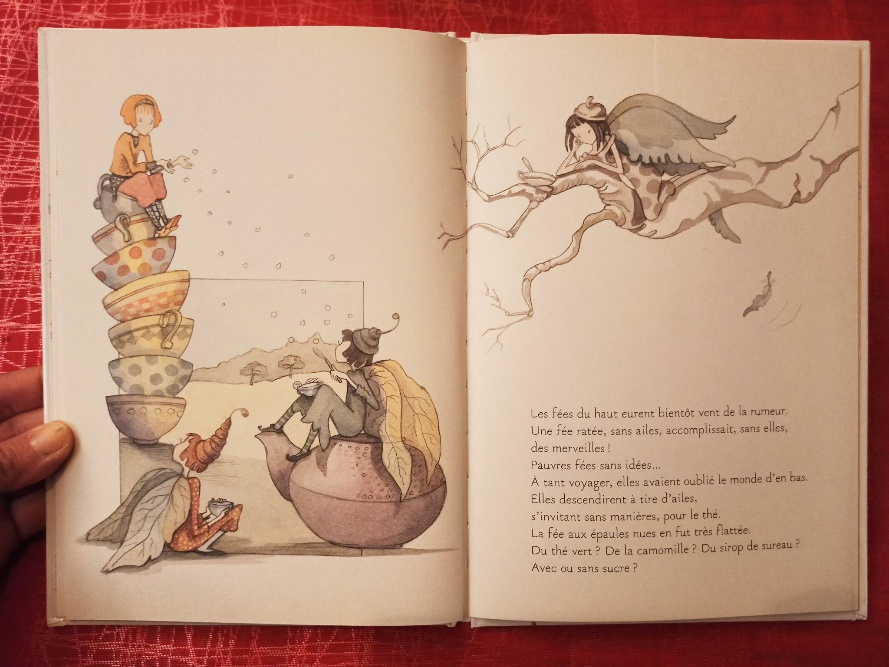 Les fées du haut eurent bientôt vent de la rumeur.
Une fée ratée, sans ailes, accomplissait, sans elles,
des merveilles !
Pauvres fées sans idées...
À tant voyager, elles avaient oublié le monde d'en bas.
Elles descendirent à tire d'ailes,
s'invitant sans manières, pour le thé.
La fée aux épaules nues en fut très flattée.
Du thé vert ? De la camomille ? Du sirop de sureau ?
Avec ou sans sucre ?